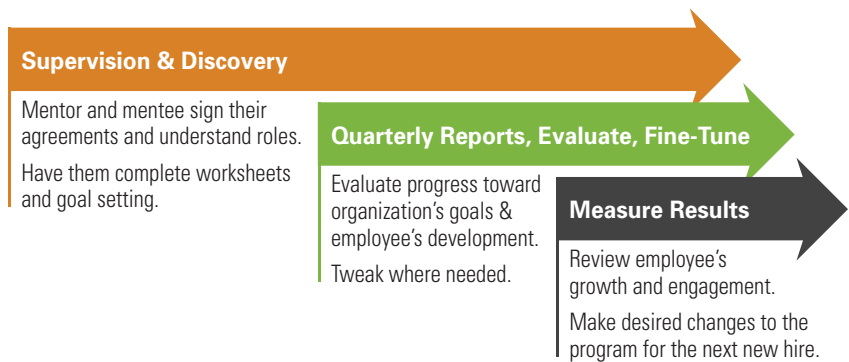 Supervision & Discovery
Mentor and mentee sign their
agreements and understand roles.
Have them complete worksheets
and goal setting.
Quarterly Reports, Evaluate, Fine-Tune
Evaluate progress toward
organization’s goals &
employee’s development.
Tweak where needed.
Measure Results
Review employee’s
growth and engagement.
Make desired changes to the
program for the next new hire.